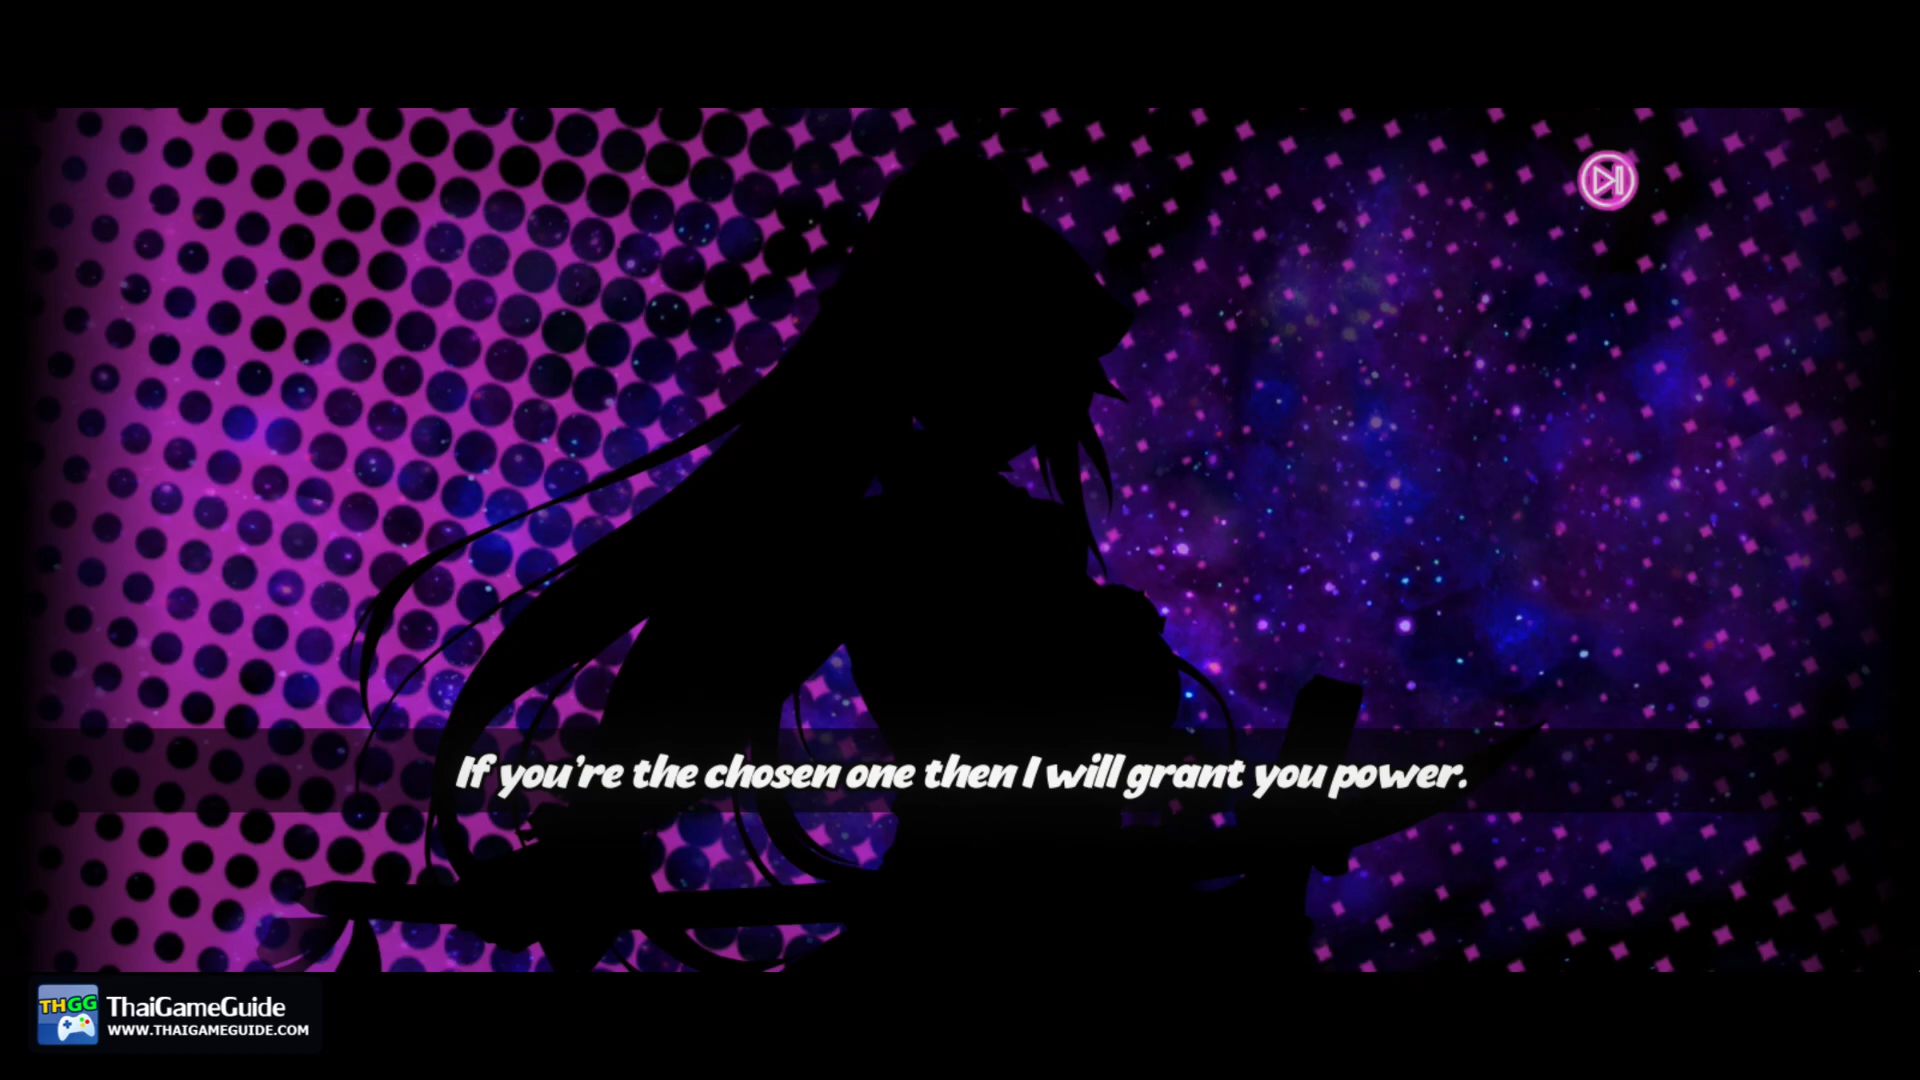 If you're the chosen one then I will grant you power.
THGG
ThaiGameGuide
WWW.THAIGAMEGUIDE.COM